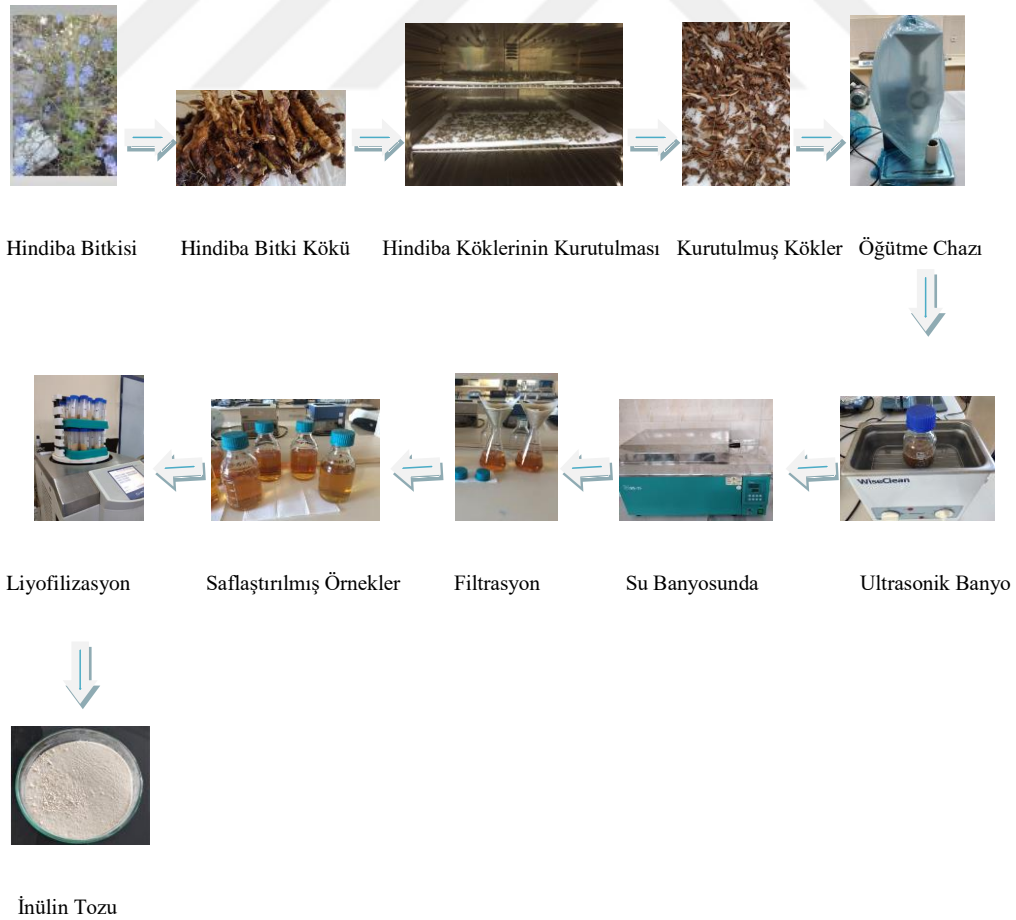 Hindiba Bitkisi Hindiba Bitki Kökü Hindiba Köklerinin Kurutulması Kurutulmuş Kökler Öğütme Chazı
WiseClean
Liyofilizasyon Saflaştırılmış Örnekler Filtrasyon Su Banyosunda Ultrasonik Banyo
İnülin Tozu